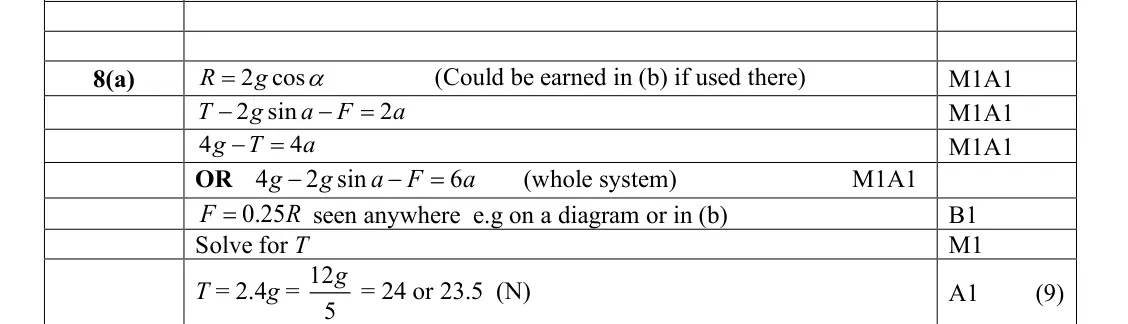 8(a) R = 2g cos α (Could be earned in (b) if used there) M1A1
T − 2g sin a − F = 2a M1A1
4g − T = 4a M1A1
OR 4g − 2g sin a − F = 6a (whole system) M1A1
F = 0.25R seen anywhere e.g on a diagram or in (b) B1
Solve for T M1
T = 2.4g = 12g/5 = 24 or 23.5 (N) A1 (9)